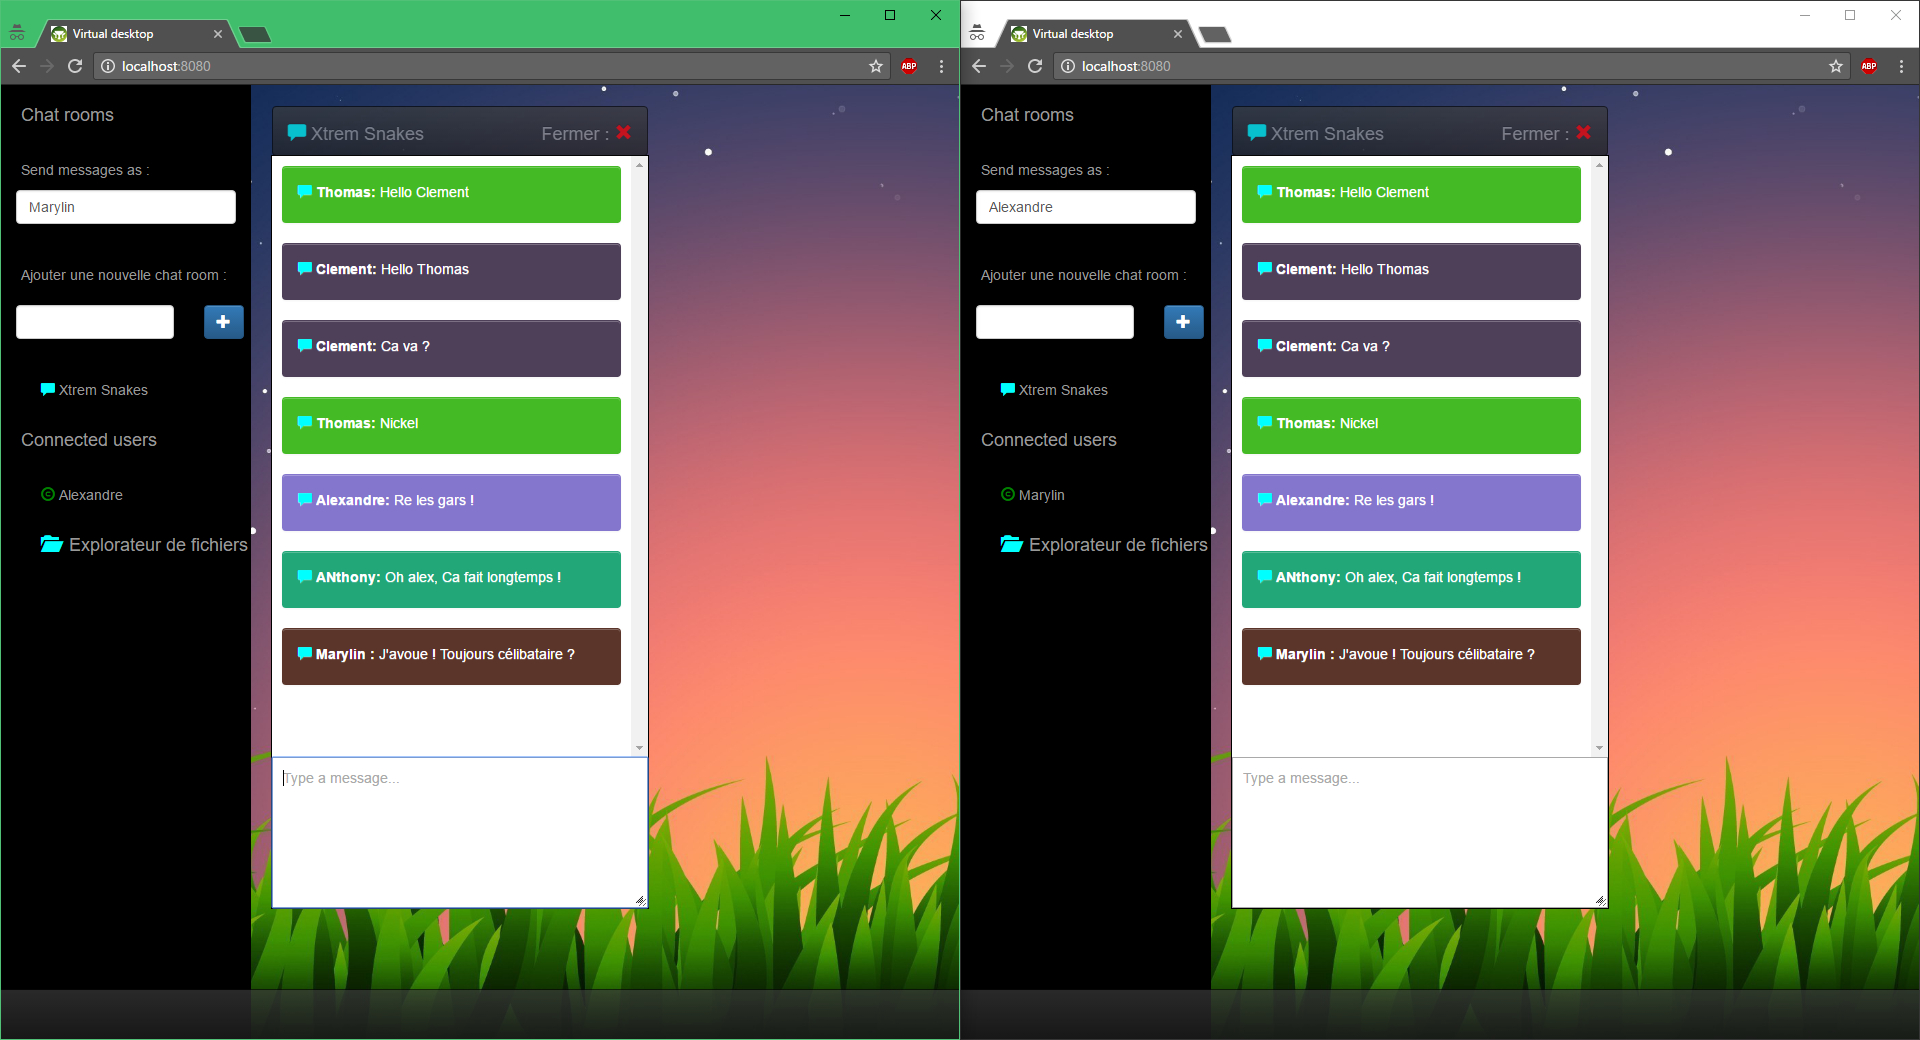 Virtual desktop
localhost:8080
ABP
Chat rooms
Send messages as :
Marylin
Ajouter une nouvelle chat room :
Xtrem Snakes
Connected users
Alexandre
Explorateur de fichiers
Xtrem Snakes Fermer :
Thomas: Hello Clement
Clement: Hello Thomas
Clement: Ca va ?
Thomas: Nickel
Alexandre: Re les gars !
ANthony: Oh alex, Ca fait longtemps !
Marylin : J'avoue ! Toujours célibataire ?
Type a message...
Virtual desktop
localhost:8080
ABP
Chat rooms
Send messages as :
Alexandre
Ajouter une nouvelle chat room :
Xtrem Snakes
Connected users
Marylin
Explorateur de fichiers
Xtrem Snakes Fermer :
Thomas: Hello Clement
Clement: Hello Thomas
Clement: Ca va ?
Thomas: Nickel
Alexandre: Re les gars !
ANthony: Oh alex, Ca fait longtemps !
Marylin : J'avoue ! Toujours célibataire ?
Type a message...